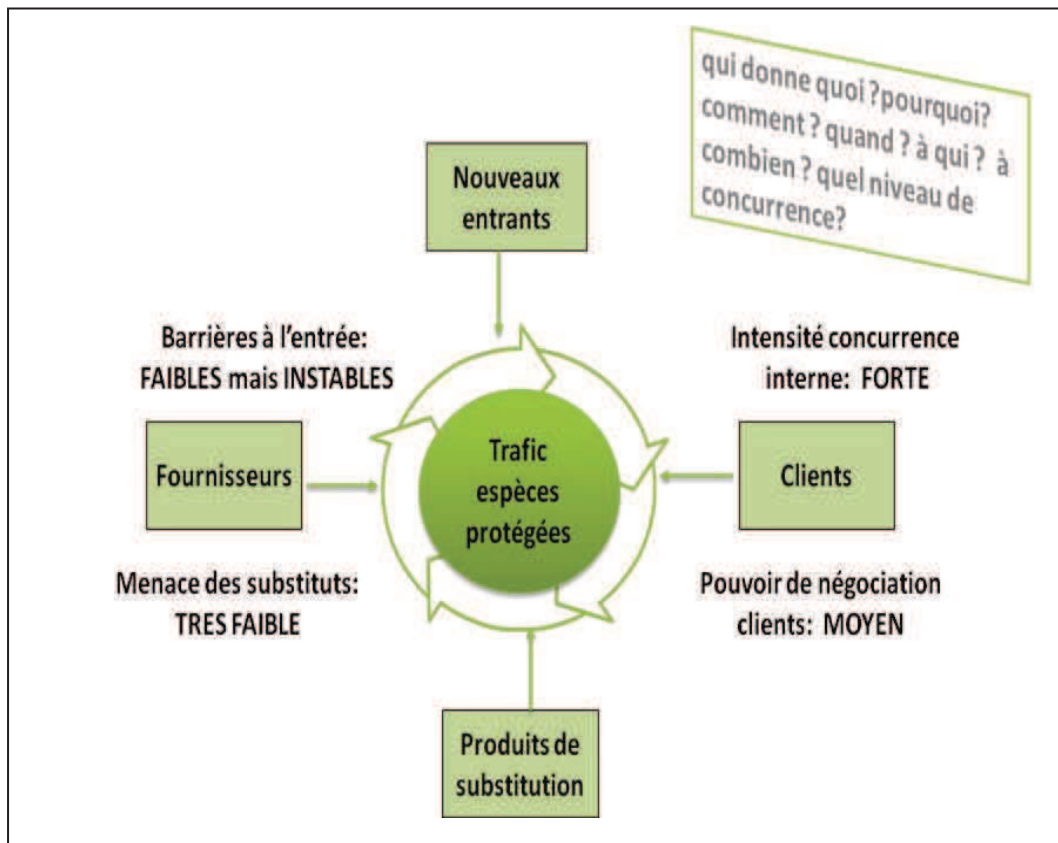 qui donne quoi ?pourquoi?
comment ? quand ? à qui ? à
combien ? quel niveau de
concurrence?
Nouveaux
entrants
Barrières à l'entrée:
FAIBLES mais INSTABLES
Intensité concurrence
interne: FORTE
Fournisseurs
Trafic
espèces
protégées
Clients
Menace des substituts:
TRES FAIBLE
Pouvoir de négociation
clients: MOYEN
Produits de
substitution